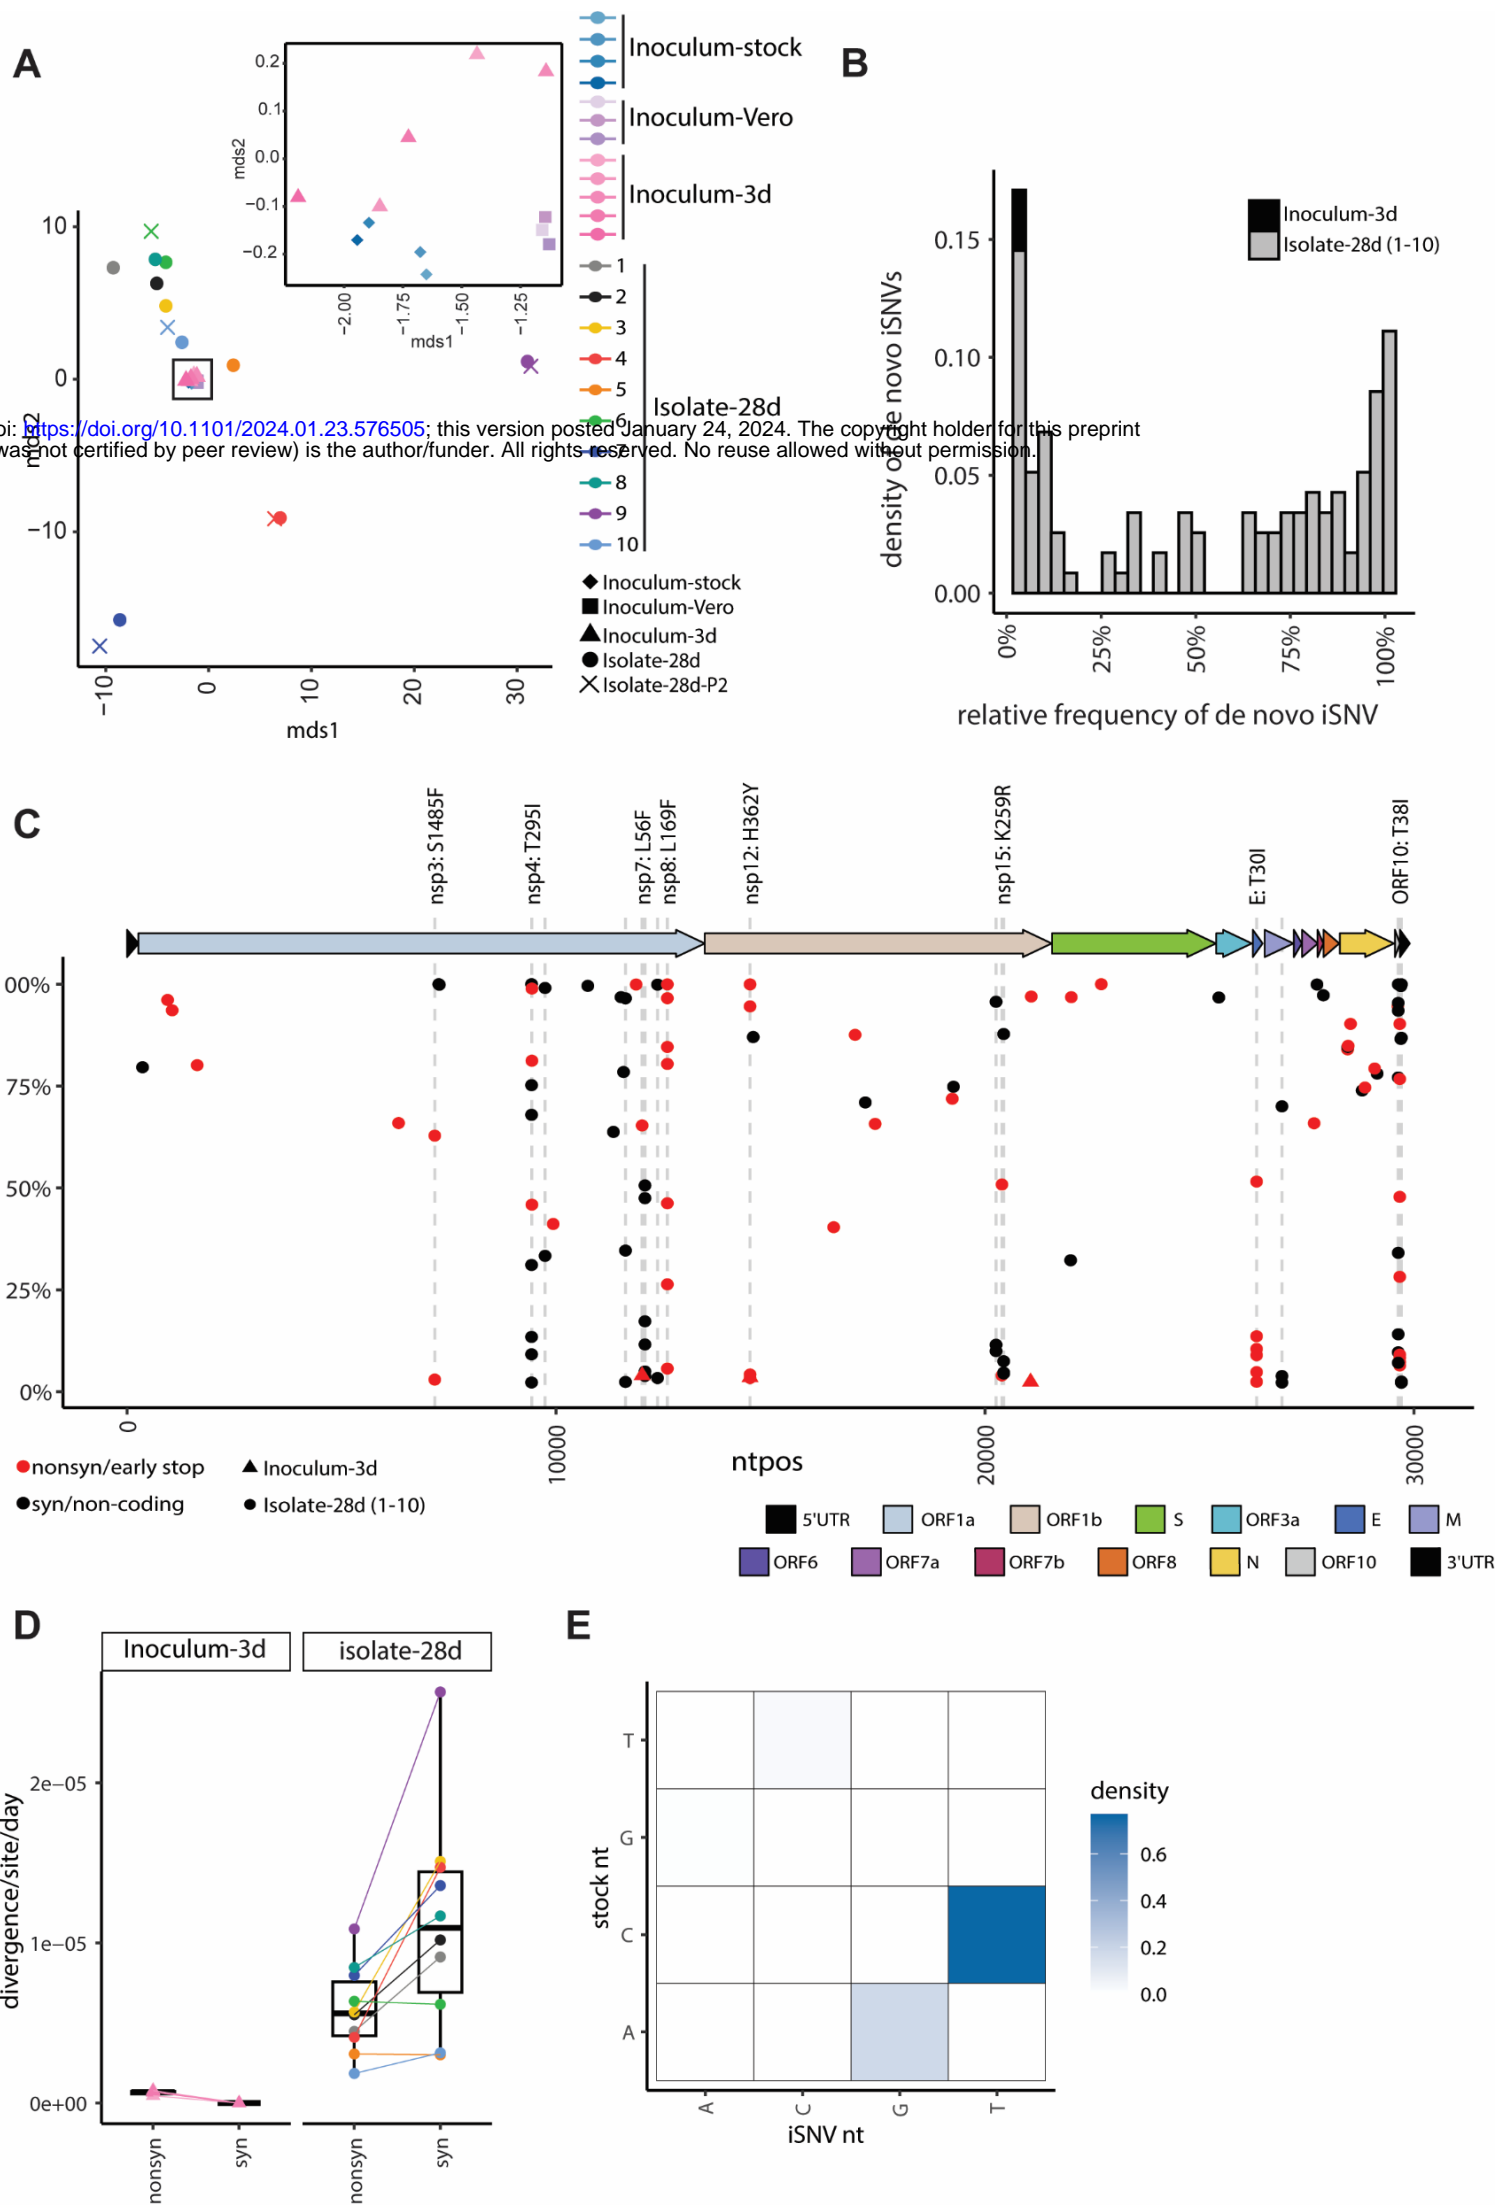 A
0.2
0.1
0.0
−0.1
−0.2
mds2
−2.00
−1.75
−1.50
−1.25
mds1
10
0
−10
mds2
−10
0
10
20
30
mds1
Inoculum-stock
Inoculum-Vero
Inoculum-3d
1
2
3
4
5
6
7
8
9
10
Isolate-28d
Inoculum-stock
Inoculum-Vero
Inoculum-3d
Isolate-28d
Isolate-28d-P2
oi: https://doi.org/10.1101/2024.01.23.576505; this version posted January 24, 2024. The copyright holder for this preprint
was not certified by peer review) is the author/funder. All rights reserved. No reuse allowed without permission.
B
Inoculum-3d
Isolate-28d (1-10)
0.15
0.10
0.05
0.00
density of de novo iSNVs
0%
25%
50%
75%
100%
relative frequency of de novo iSNV
C
nsp3: S1485F
nsp4: T295I
nsp7: L56F
nsp8: L169F
nsp12: H362Y
nsp15: K259R
E: T30I
ORF10: T38I
00%
75%
50%
25%
0%
0
10000
20000
30000
ntpos
nonsyn/early stop
Inoculum-3d
syn/non-coding
Isolate-28d (1-10)
5'UTR ORF1a ORF1b S ORF3a E M
ORF6 ORF7a ORF7b ORF8 N ORF10 3'UTR
D
Inoculum-3d
isolate-28d
2e−05
1e−05
0e+00
divergence/site/day
nonsyn
syn
nonsyn
syn
E
T
G
C
A
stock nt
A
C
G
T
iSNV nt
density
0.6
0.4
0.2
0.0